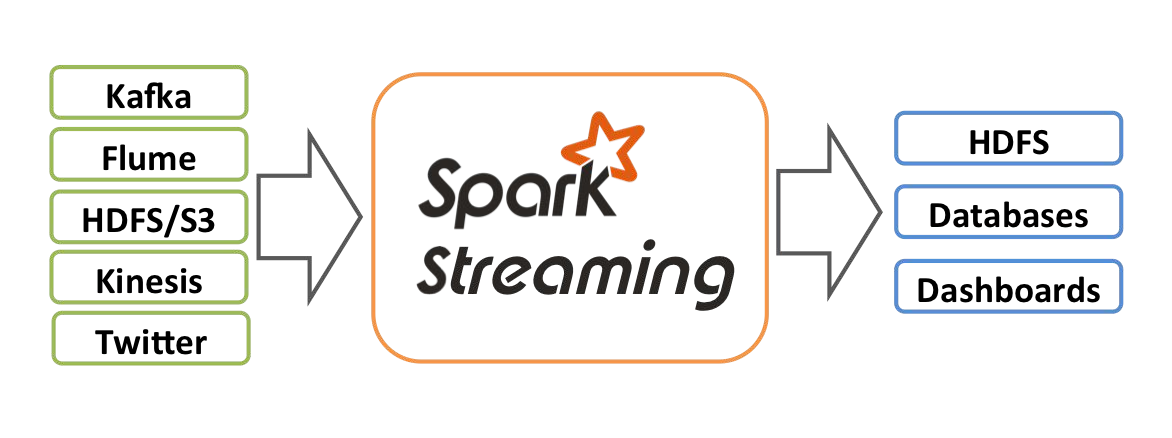 Kafka
Flume
HDFS/S3
Kinesis
Twitter
Spark
Streaming
HDFS
Databases
Dashboards